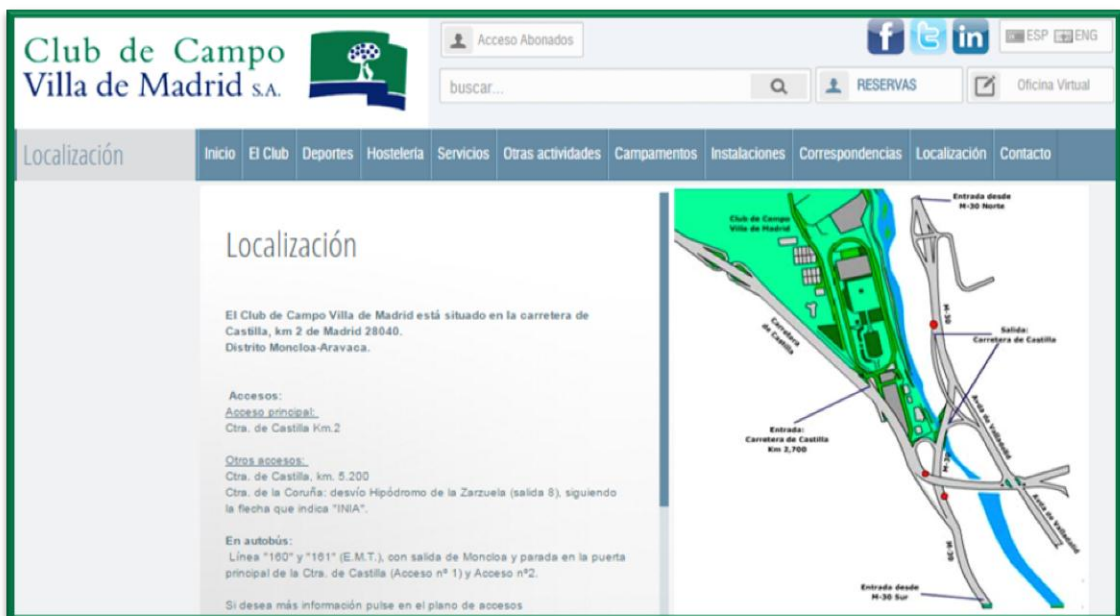 Club de Campo
Villa de Madrid S.A.
Acceso Abonados
ESP ENG
buscar...
RESERVAS
Oficina Virtual
Localización
Inicio El Club Deportes Hostelería Servicios Otras actividades Campamentos Instalaciones Correspondencias Localización Contacto
Localización
El Club de Campo Villa de Madrid está situado en la carretera de
Castilla, km 2 de Madrid 28040.
Distrito Moncloa-Aravaca.
Accesos:
Acceso principal:
Ctra. de Castilla Km.2
Otros accesos:
Ctra. de Castilla, km. 5.200
Ctra. de la Coruña: desvío Hipódromo de la Zarzuela (salida 8), siguiendo
la flecha que indica "INIA".
En autobús:
Línea "160" y "161" (E.M.T.), con salida de Moncloa y parada en la puerta
principal de la Ctra. de Castilla (Acceso nº 1) y Acceso nº2.
Si desea más información pulse en el plano de accesos
Entrada desde
M-30 Norte
Club de Campo
Villa de Madrid
Carretera
de Castilla
M-30
Salida:
Carretera de Castilla
Entrada:
Carretera de Castilla
Km 2,700
Avda de Valladolid
M-30
Avda de Valladolid
M-30
Entrada desde
M-30 Sur